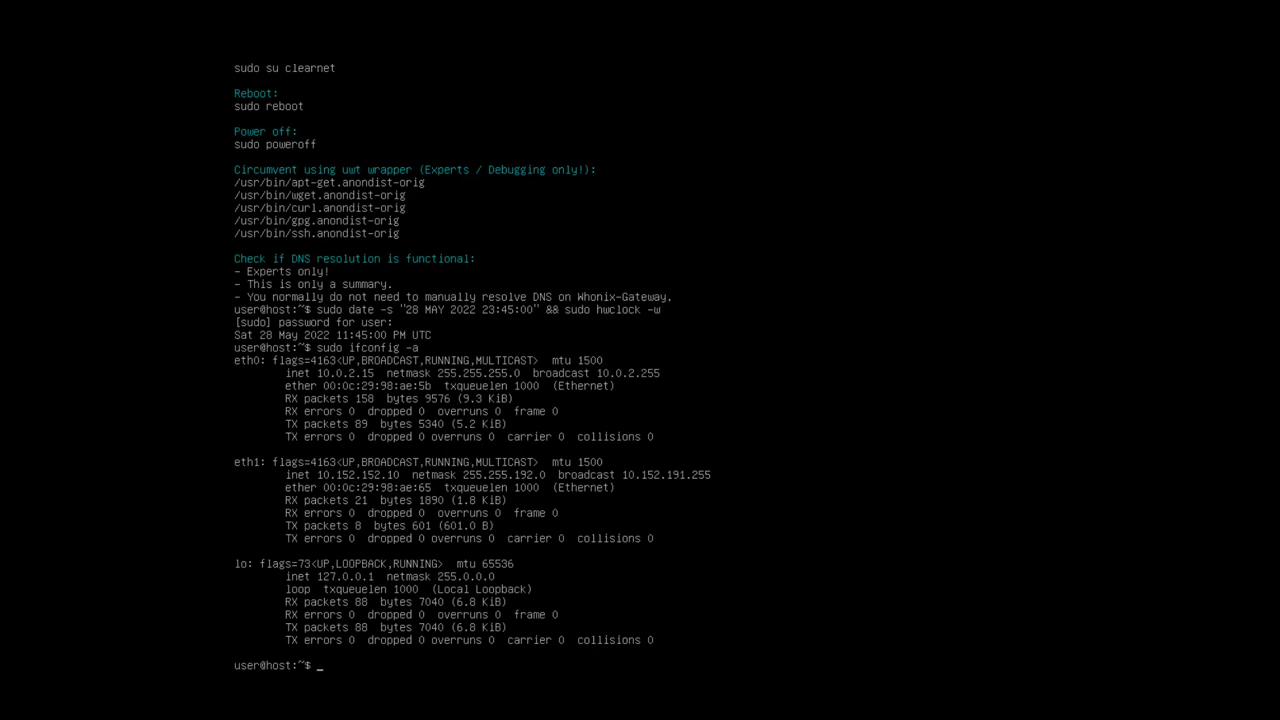 sudo su clearnet
Reboot:
sudo reboot
Power off:
sudo poweroff
Circumvent using uwt wrapper (Experts / Debugging only!):
/usr/bin/apt-get.anondist-orig
/usr/bin/wget.anondist-orig
/usr/bin/curl.anondist-orig
/usr/bin/gpg.anondist-orig
/usr/bin/ssh.anondist-orig
Check if DNS resolution is functional:
- Experts only!
- This is only a summary.
- You normally do not need to manually resolve DNS on Whonix-Gateway,
user@host:~$ sudo date -s "28 MAY 2022 23:45:00" && sudo hwclock -w
[sudo] password for user:
Sat 28 May 2022 11:45:00 PM UTC
user@host:~$ sudo ifconfig -a
eth0: flags=4163<UP,BROADCAST,RUNNING,MULTICAST>  mtu 1500
        inet 10.0.2.15  netmask 255.255.255.0  broadcast 10.0.2.255
        ether 00:0c:29:98:ae:5b  txqueuelen 1000  (Ethernet)
        RX packets 158  bytes 9576 (9.3 KiB)
        RX errors 0  dropped 0  overruns 0  frame 0
        TX packets 89  bytes 5340 (5.2 KiB)
        TX errors 0  dropped 0 overruns 0  carrier 0  collisions 0
eth1: flags=4163<UP,BROADCAST,RUNNING,MULTICAST>  mtu 1500
        inet 10.152.152.10  netmask 255.255.192.0  broadcast 10.152.191.255
        ether 00:0c:29:98:ae:65  txqueuelen 1000  (Ethernet)
        RX packets 21  bytes 1890 (1.8 KiB)
        RX errors 0  dropped 0  overruns 0  frame 0
        TX packets 8  bytes 601 (601.0 B)
        TX errors 0  dropped 0 overruns 0  carrier 0  collisions 0
lo: flags=73<UP,LOOPBACK,RUNNING>  mtu 65536
        inet 127.0.0.1  netmask 255.0.0.0
        loop  txqueuelen 1000  (Local Loopback)
        RX packets 88  bytes 7040 (6.8 KiB)
        RX errors 0  dropped 0  overruns 0  frame 0
        TX packets 88  bytes 7040 (6.8 KiB)
        TX errors 0  dropped 0 overruns 0  carrier 0  collisions 0
user@host:~$ _